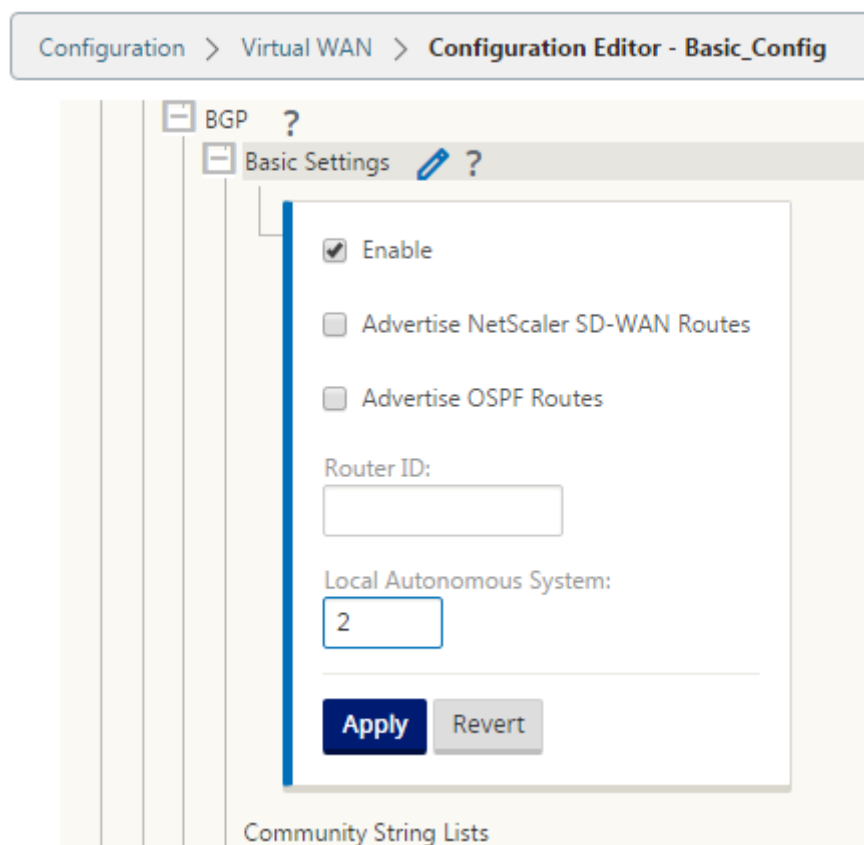 Configuration > Virtual WAN > Configuration Editor - Basic_Config
BGP ?
Basic Settings ?
Enable
Advertise NetScaler SD-WAN Routes
Advertise OSPF Routes
Router ID:
Local Autonomous System:
2
Apply Revert
Community String Lists